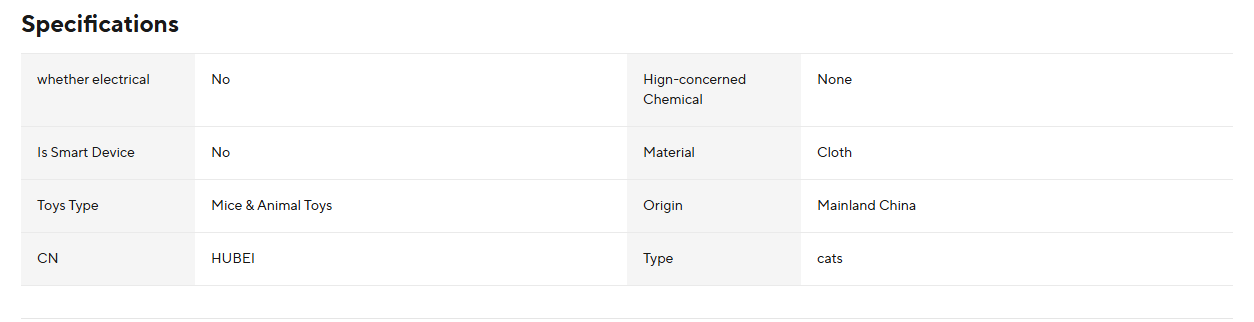 Specifications
whether electrical
No
Hign-concerned
Chemical
None
Is Smart Device
No
Material
Cloth
Toys Type
Mice & Animal Toys
Origin
Mainland China
CN
HUBEI
Type
cats